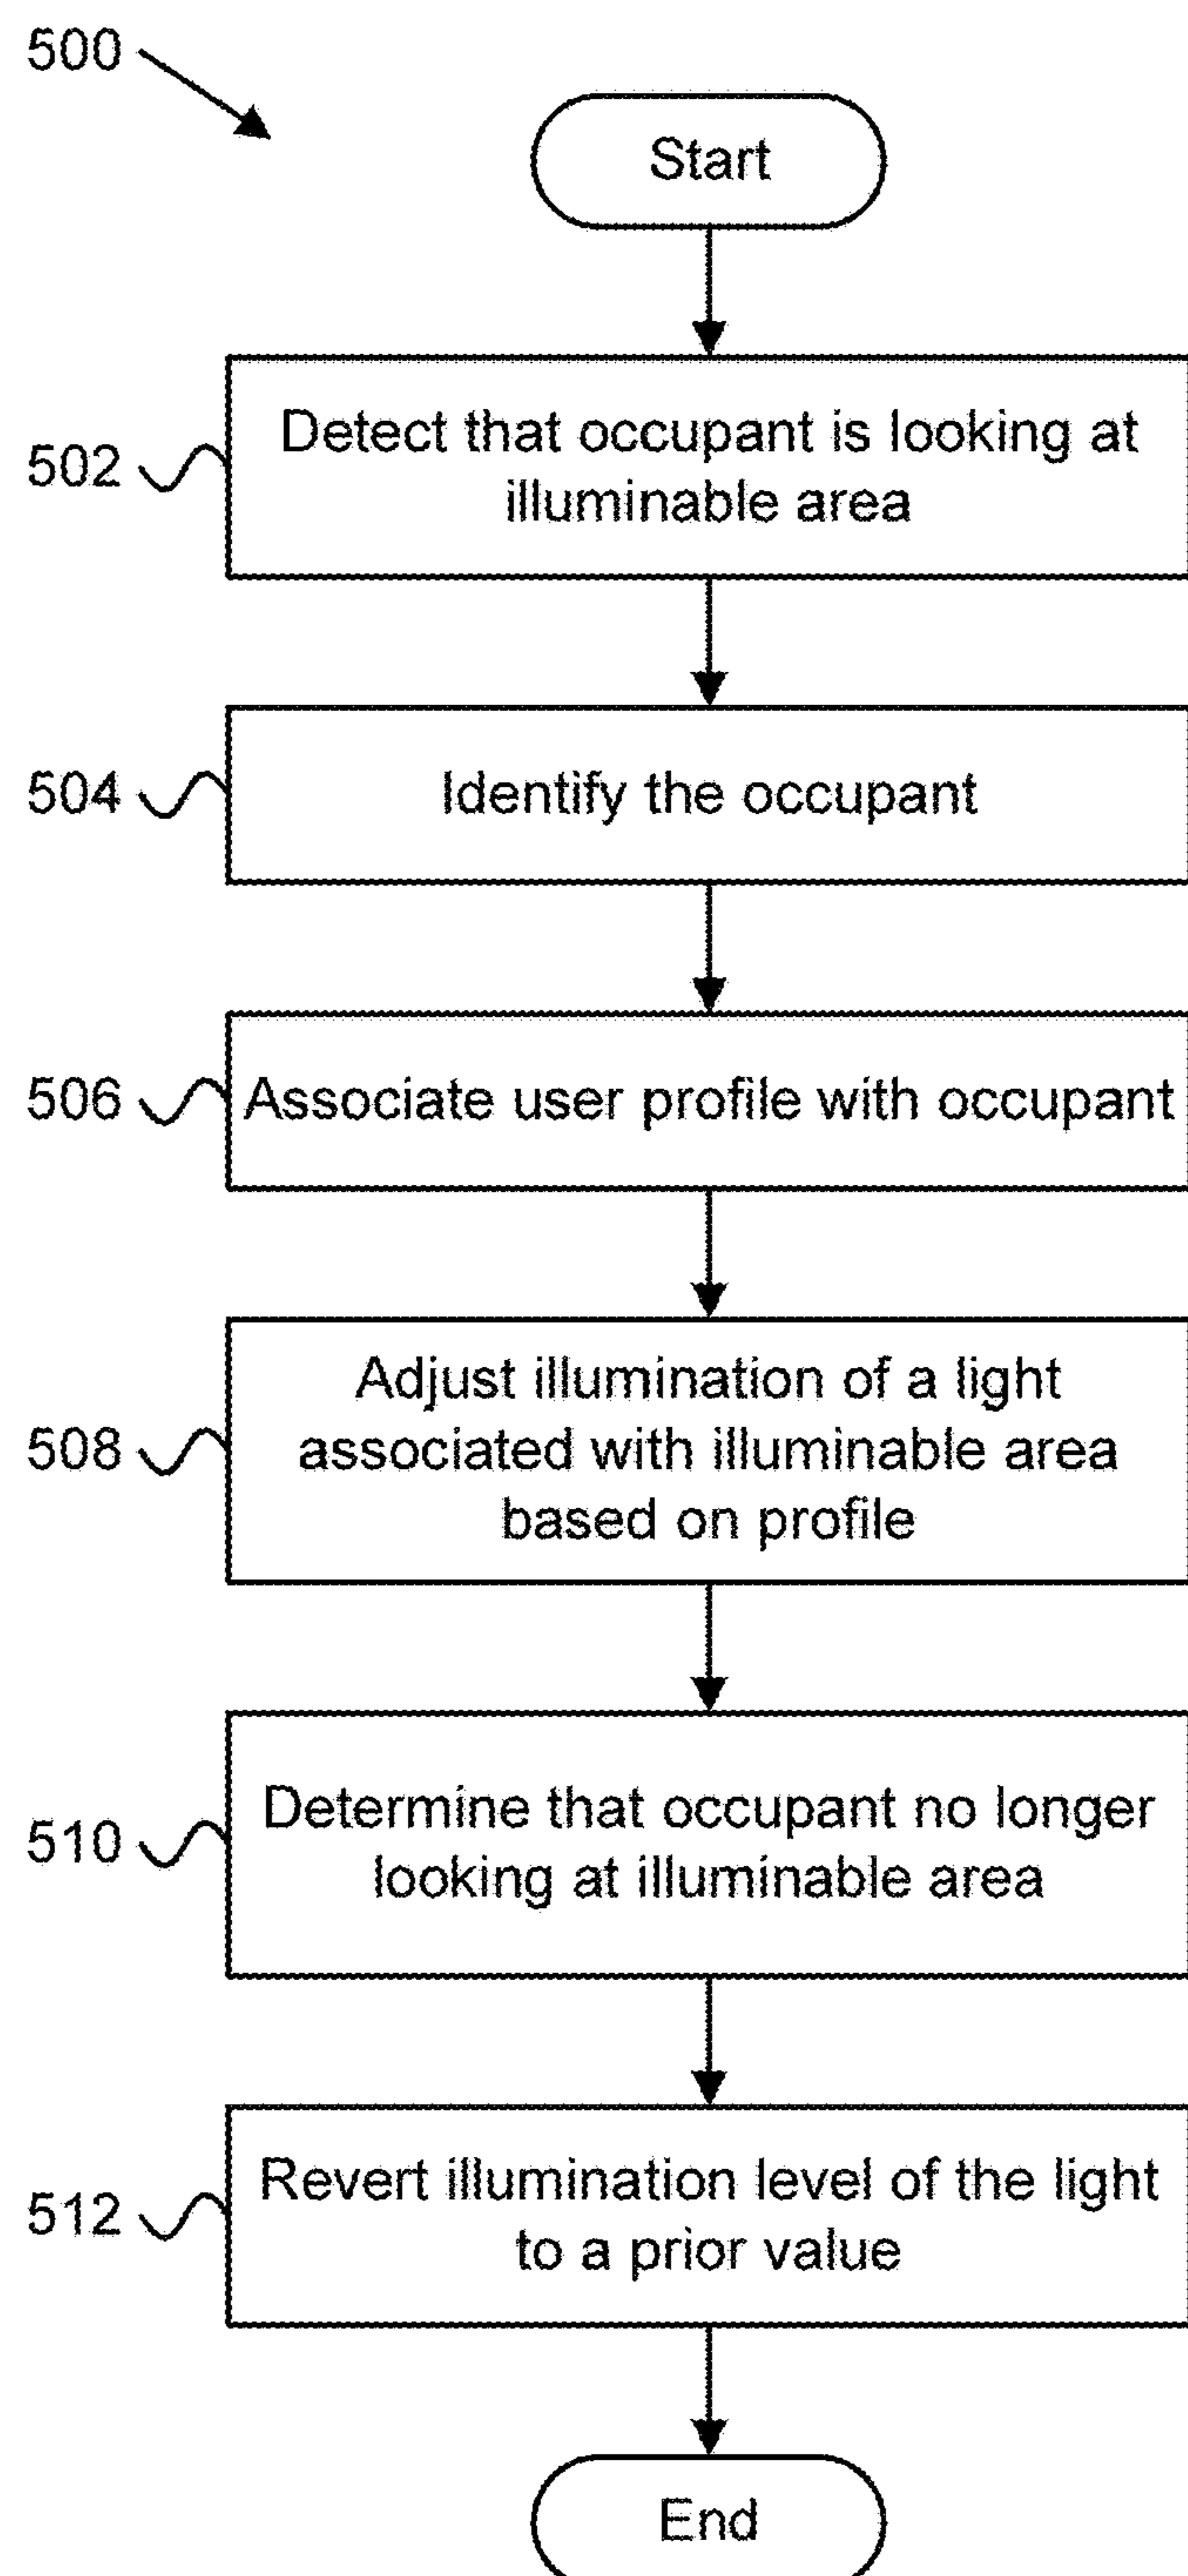 500
Start
502
Detect that occupant is looking at
illuminable area
504
Identify the occupant
506
Associate user profile with occupant
508
Adjust illumination of a light
associated with illuminable area
based on profile
510
Determine that occupant no longer
looking at illuminable area
512
Revert illumination level of the light
to a prior value
End